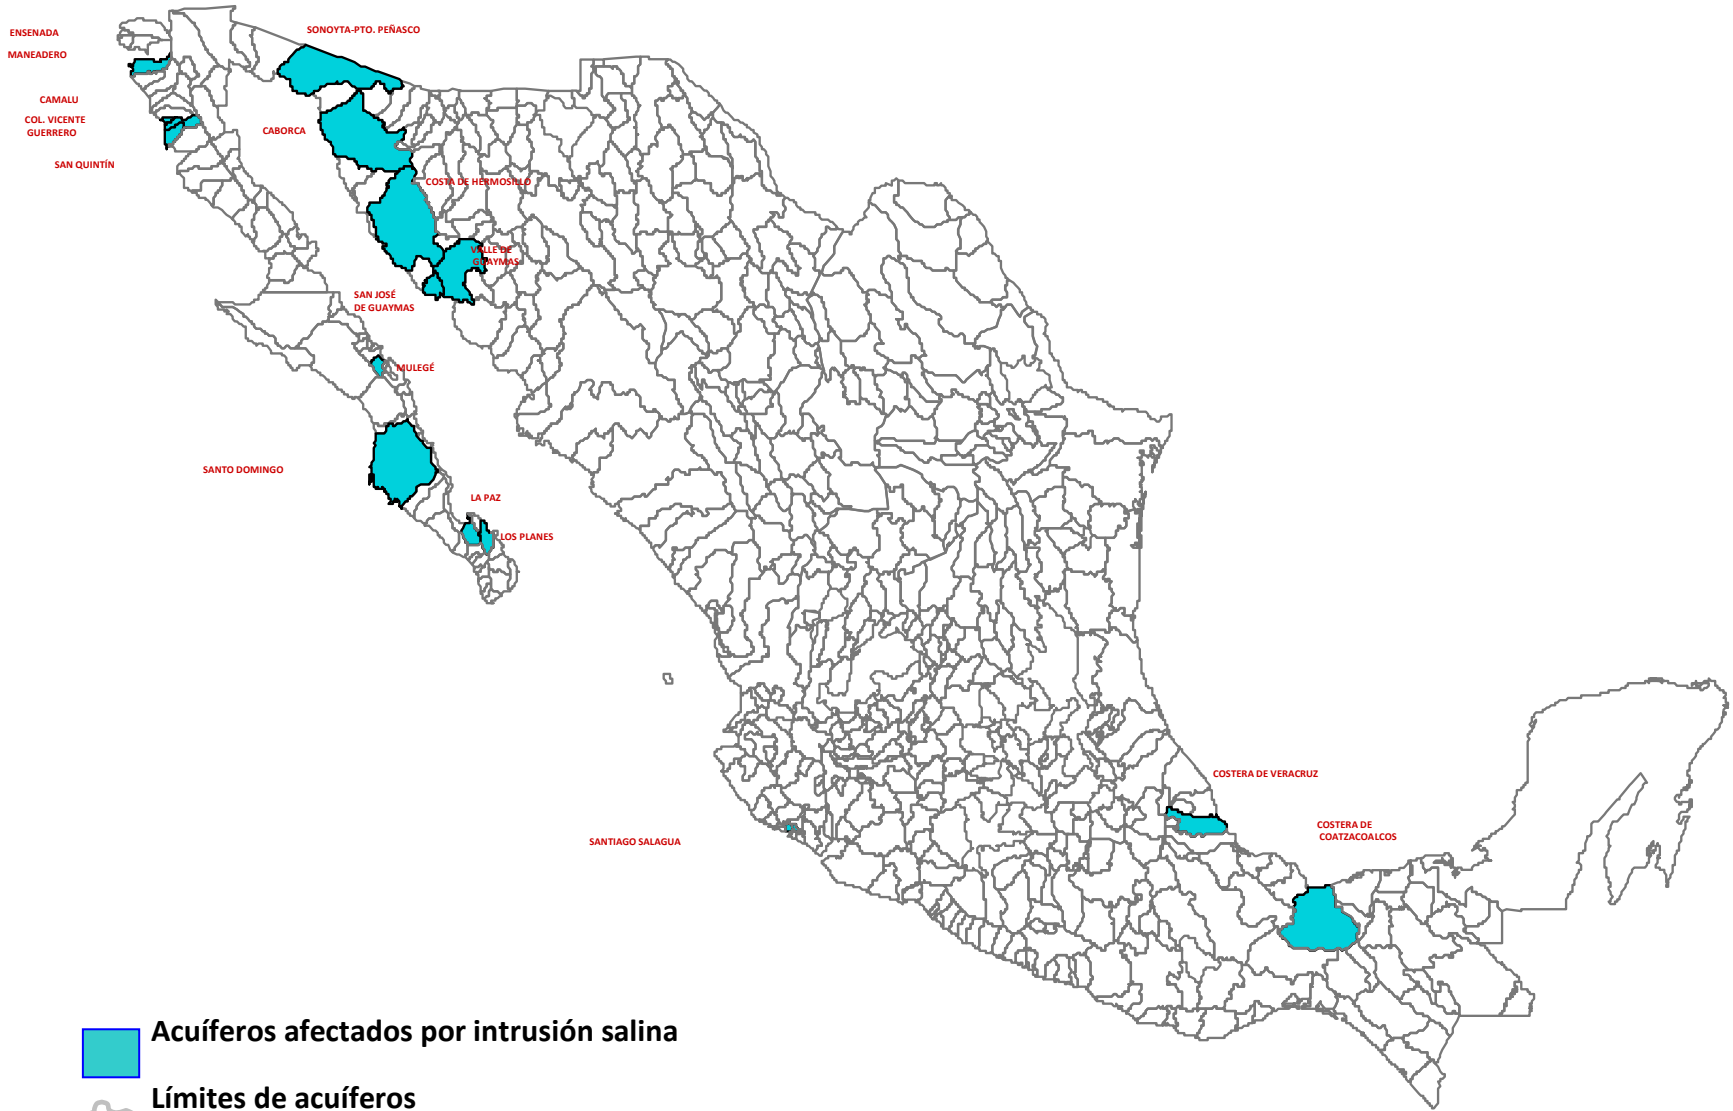 ENSENADA
SONOYTA-PTO. PEÑASCO
MANEADERO
CAMALU
COL. VICENTE
GUERRERO
CABORCA
SAN QUINTÍN
COSTA DE HERMOSILLO
VALLE DE
GUAYMAS
SAN JOSÉ
DE GUAYMAS
MULEGÉ
SANTO DOMINGO
LA PAZ
LOS PLANES
COSTERA DE VERACRUZ
COSTERA DE
COATZACOALCOS
SANTIAGO SALAGUA
Acuíferos afectados por intrusión salina
Límites de acuíferos